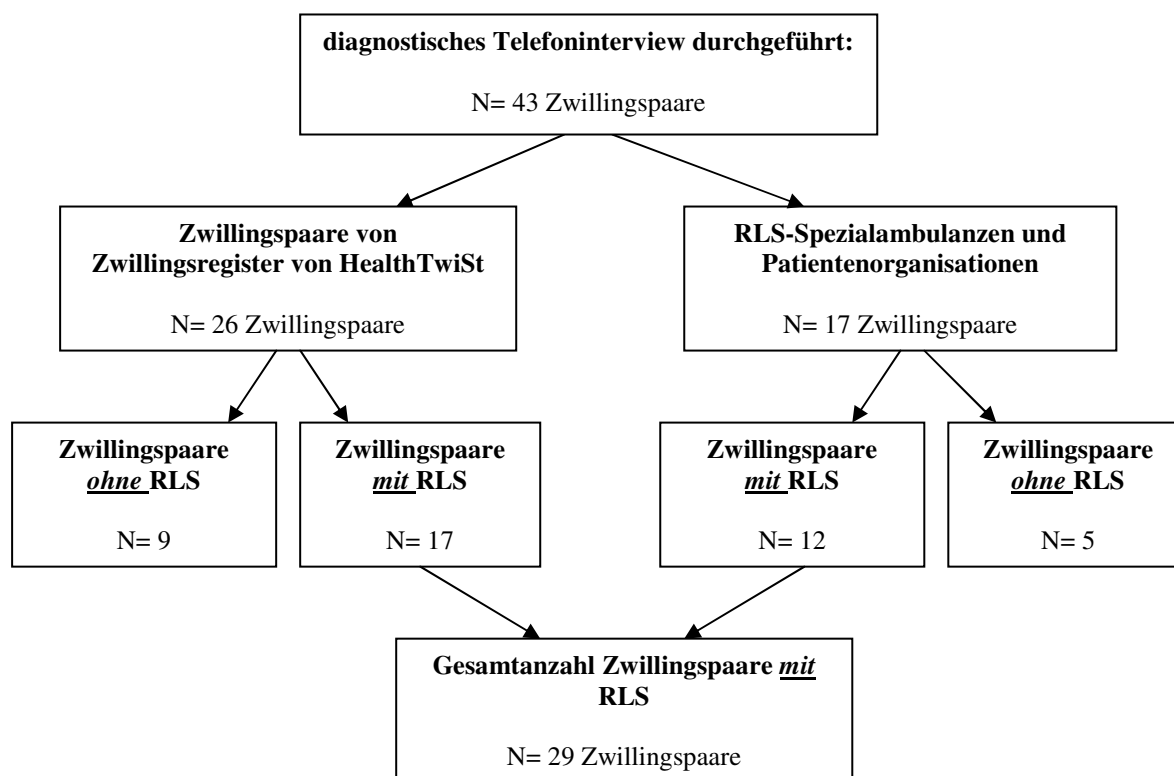 diagnostisches Telefoninterview durchgeführt:
N= 43 Zwillingspaare
Zwillingspaare von
Zwillingsregister von HealthTwiSt
N= 26 Zwillingspaare
RLS-Spezialambulanzen und
Patientenorganisationen
N= 17 Zwillingspaare
Zwillingspaare
ohne RLS
N= 9
Zwillingspaare
mit RLS
N= 17
Zwillingspaare
mit RLS
N= 12
Zwillingspaare
ohne RLS
N= 5
Gesamtanzahl Zwillingspaare mit
RLS
N= 29 Zwillingspaare